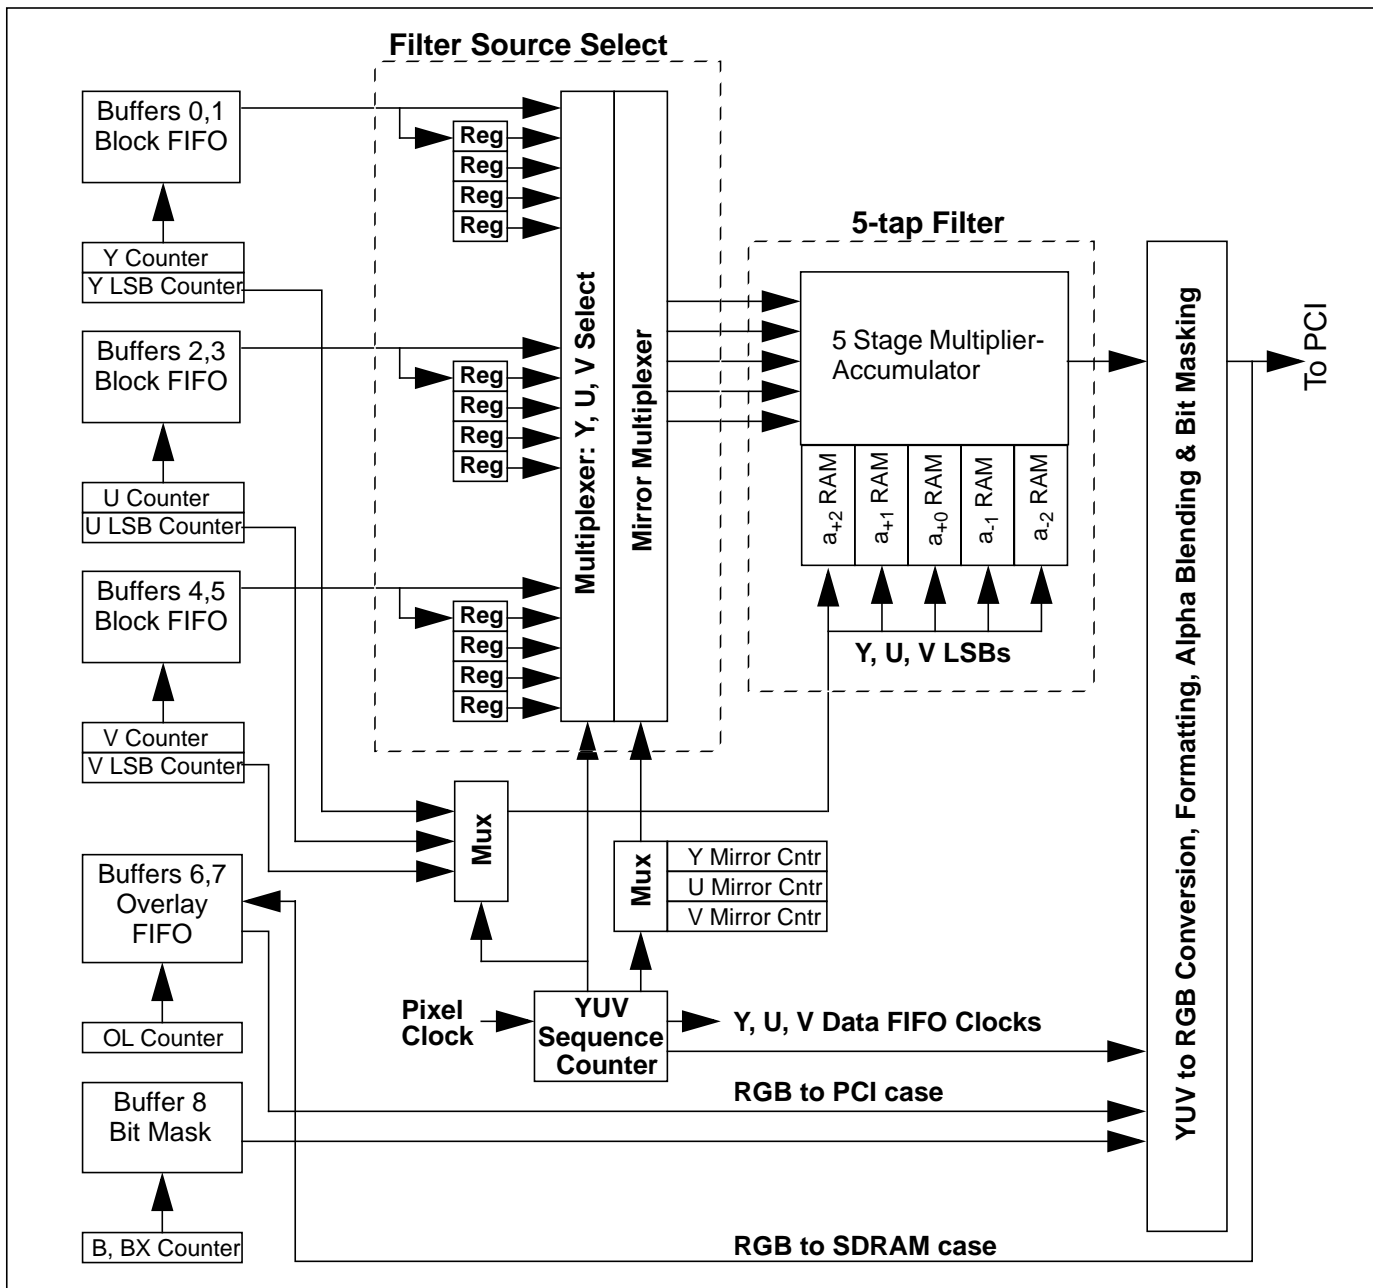 Filter Source Select
Buffers 0,1
Block FIFO
Reg
Reg
Reg
Reg
Y Counter
Y LSB Counter
Buffers 2,3
Block FIFO
Reg
Reg
Reg
Reg
U Counter
U LSB Counter
Buffers 4,5
Block FIFO
Reg
Reg
Reg
Reg
V Counter
V LSB Counter
Multiplexer: Y, U, V Select
Mirror Multiplexer
5-tap Filter
5 Stage Multiplier-
Accumulator
a+2 RAM
a+1 RAM
a+0 RAM
a-1 RAM
a-2 RAM
Y, U, V LSBs
YUV to RGB Conversion, Formatting, Alpha Blending & Bit Masking
To PCI
Mux
Mux
Y Mirror Cntr
U Mirror Cntr
V Mirror Cntr
Buffers 6,7
Overlay
FIFO
OL Counter
Pixel
Clock
YUV
Sequence
Counter
Y, U, V Data FIFO Clocks
RGB to PCI case
Buffer 8
Bit Mask
B, BX Counter
RGB to SDRAM case